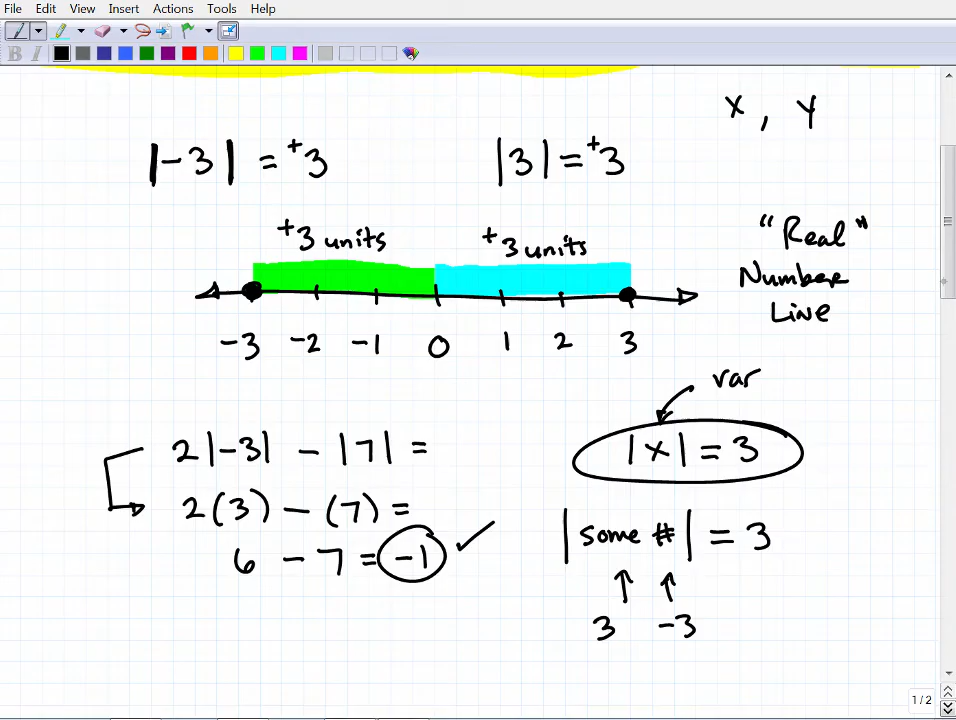 File Edit View Insert Actions Tools Help
B I
x , y
|-3| = +3
|3| = +3
+3 units
+3 units
"Real"
Number
Line
-3 -2 -1 0 1 2 3
var
2|-3| - |7| =
|x| = 3
2(3) - (7) =
|some #| = 3
6 - 7 = -1 ✓
3 -3
1 / 2